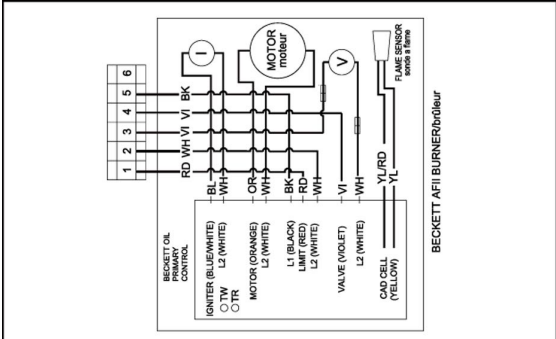 6
5
4
3
2
1
BK
VI
VI
WH
RD
I
MOTOR
moteur
V
FLAME SENSOR
sonde a flame
BL
WH
OR
WH
BK
RD
WH
VI
WH
YL/RD
YL
BECKETT OIL
PRIMARY
CONTROL
IGNITER (BLUE/WHITE)
L2 (WHITE)
TW
TR
MOTOR (ORANGE)
L2 (WHITE)
L1 (BLACK)
LIMIT (RED)
L2 (WHITE)
VALVE (VIOLET)
L2 (WHITE)
CAD CELL
(YELLOW)
BECKETT AFII BURNER/brûleur